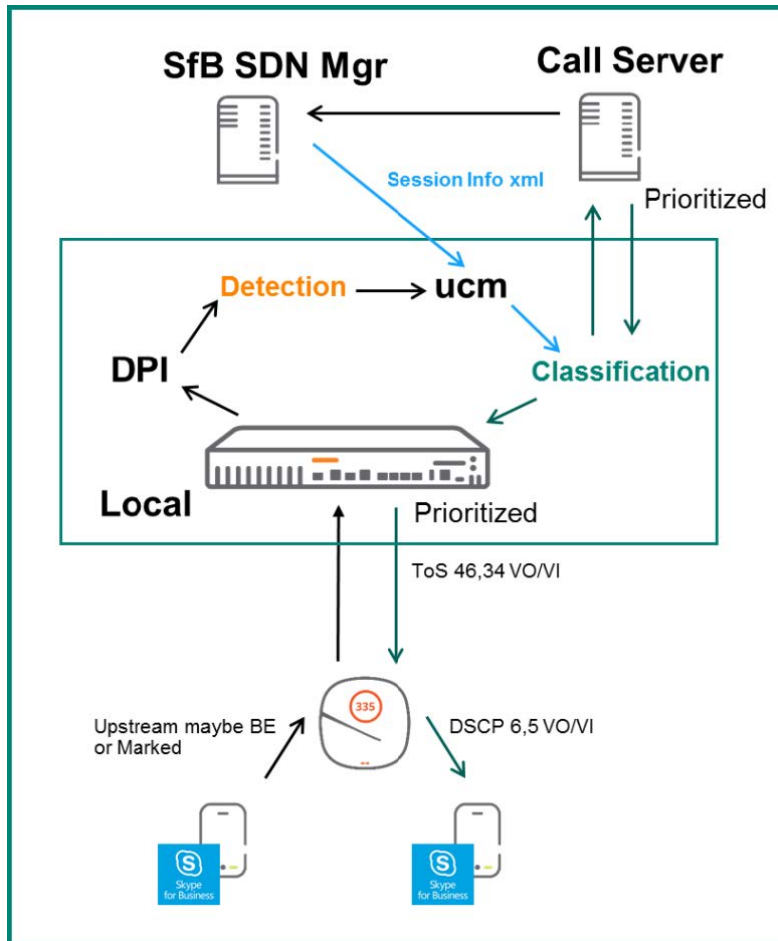 SfB SDN Mgr
Call Server
Session Info xml
Prioritized
Detection
ucm
DPI
Classification
Local
Prioritized
ToS 46,34 VO/VI
335
Upstream maybe BE
or Marked
DSCP 6,5 VO/VI
S
Skype
for Business
S
Skype
for Business